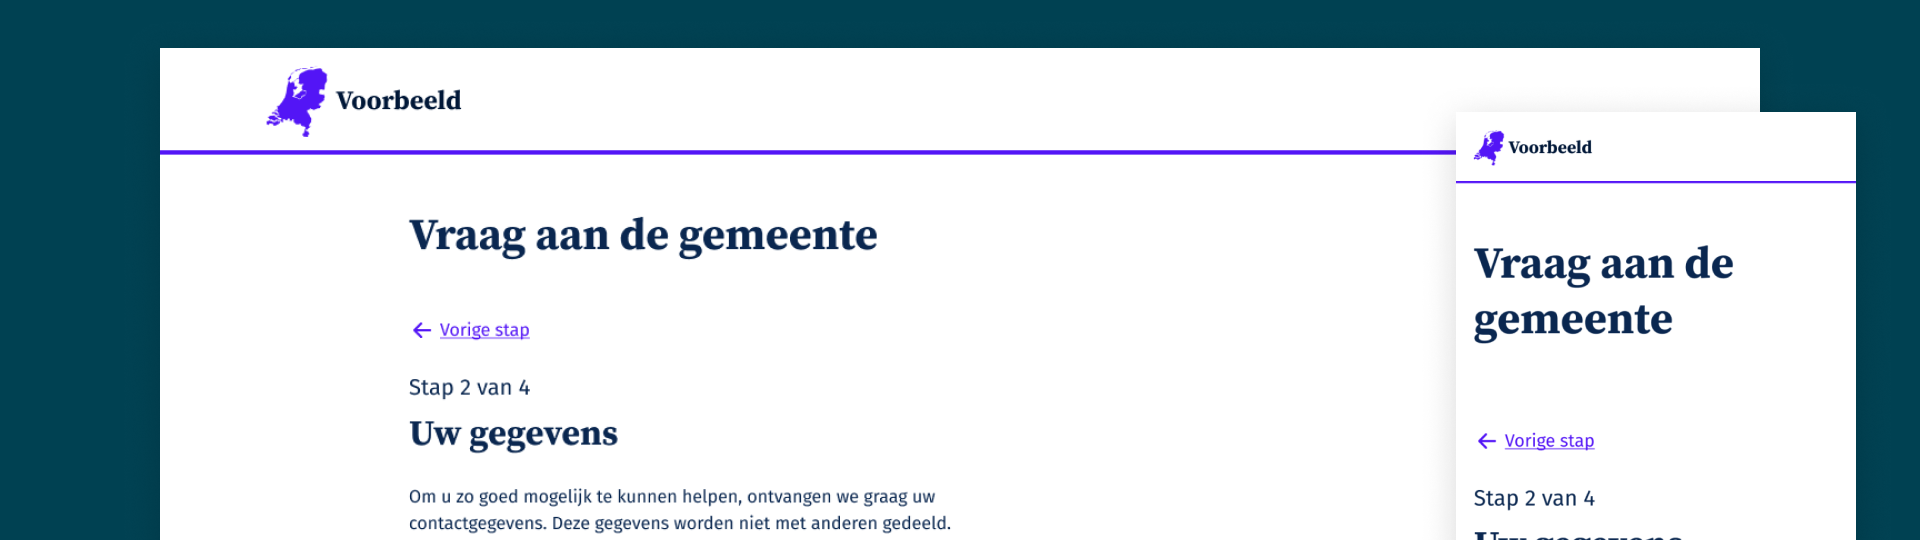 Voorbeeld
Vraag aan de gemeente
Vorige stap
Stap 2 van 4
Uw gegevens
Om u zo goed mogelijk te kunnen helpen, ontvangen we graag uw
contactgegevens. Deze gegevens worden niet met anderen gedeeld.
Voorbeeld
Vraag aan de
gemeente
Vorige stap
Stap 2 van 4
Uw gegevens